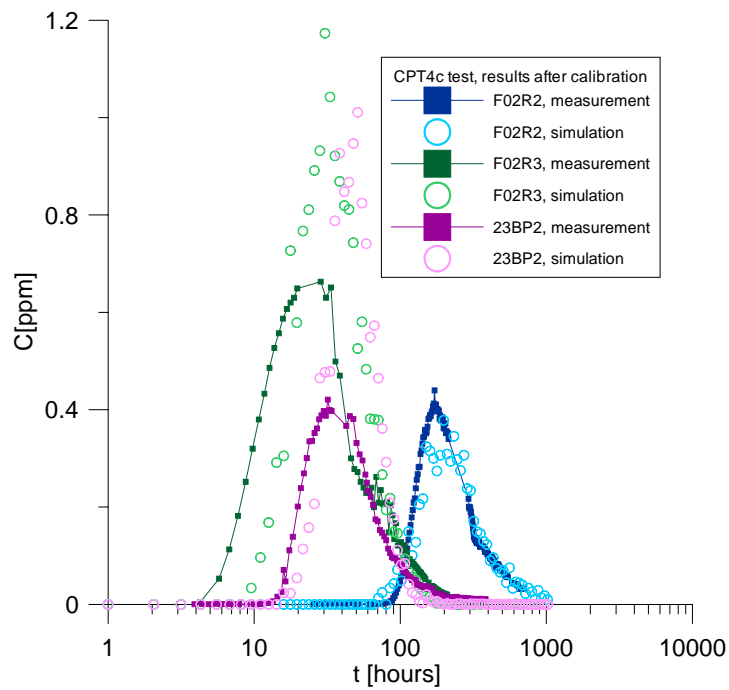 1.2
0.8
0.4
0
C[ppm]
CPT4c test, results after calibration
F02R2, measurement
F02R2, simulation
F02R3, measurement
F02R3, simulation
23BP2, measurement
23BP2, simulation
1 10 100 1000 10000
t [hours]